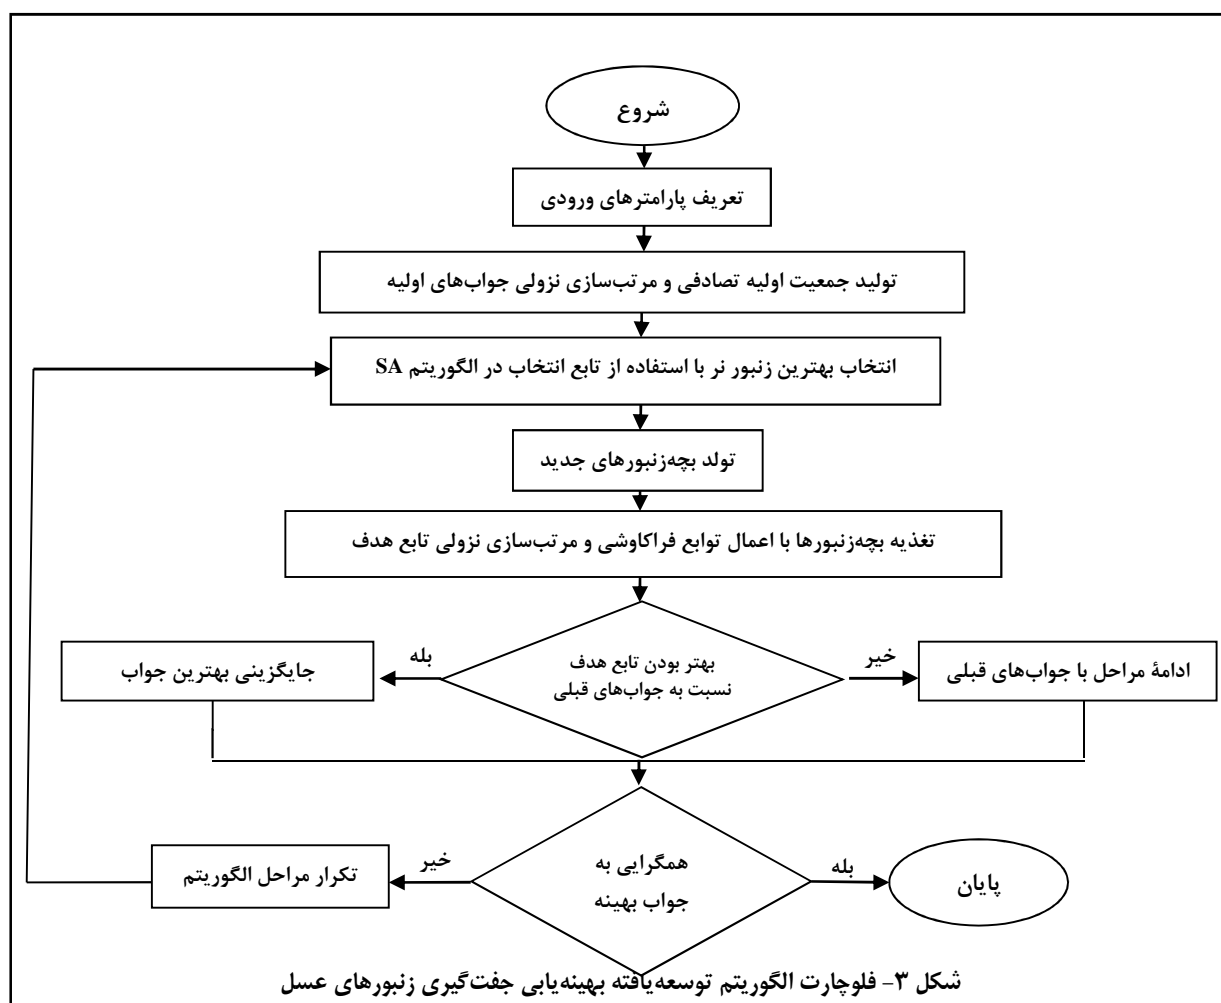 شروع
تعریف پارامترهای ورودی
تولید جمعیت اولیه تصادفی و مرتب‌سازی نزولی جواب‌های اولیه
انتخاب بهترین زنبور نر با استفاده از تابع انتخاب در الگوریتم SA
تولد بچه‌زنبورهای جدید
تغذیه بچه‌زنبورها با اعمال توابع فراکاوشی و مرتب‌سازی نزولی تابع هدف
بهتر بودن تابع هدف
نسبت به جواب‌های قبلی
خیر
ادامهٔ مراحل با جواب‌های قبلی
بله
جایگزینی بهترین جواب
همگرایی به
جواب بهینه
بله
پایان
خیر
تکرار مراحل الگوریتم
شکل ۳- فلوچارت الگوریتم توسعه‌یافته بهینه‌یابی جفت‌گیری زنبورهای عسل